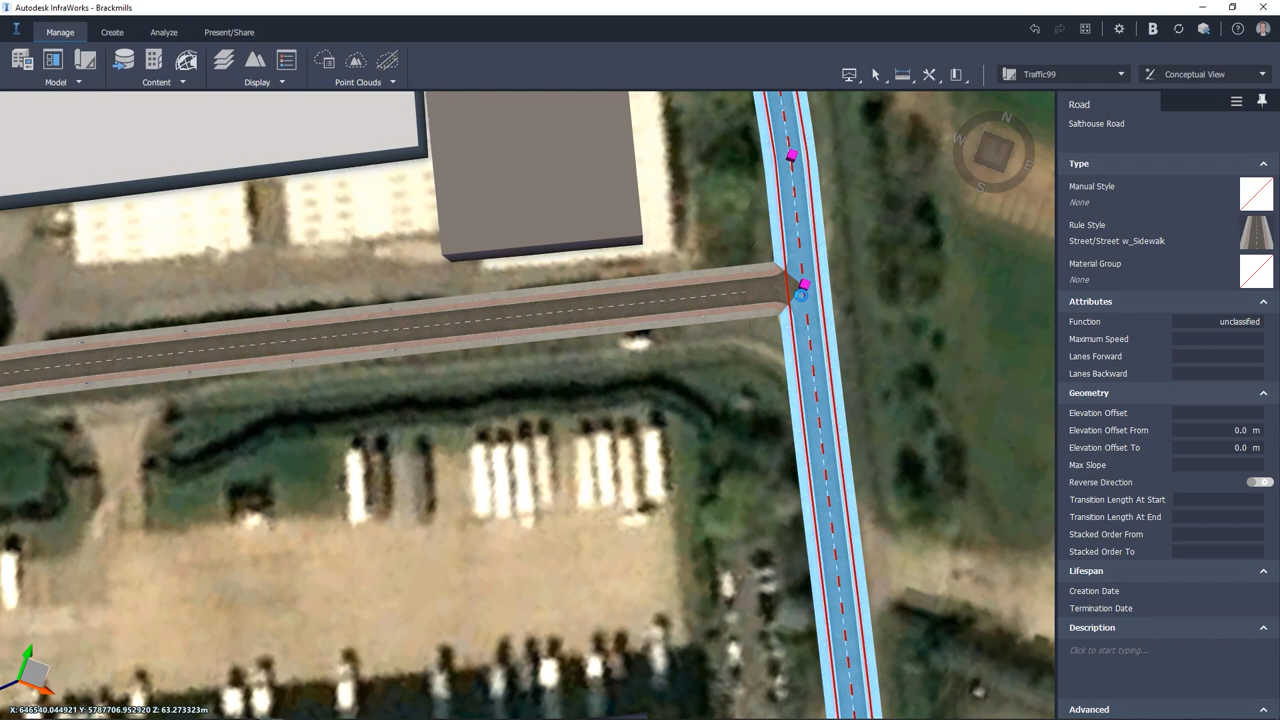 Autodesk InfraWorks - Brackmills
Manage Create Analyze Present/Share
Model Content Display Point Clouds
Traffic99 Conceptual View
N
W E
S
Road
Salthouse Road
Type
Manual Style
None
Rule Style
Street/Street w_Sidewalk
Material Group
None
Attributes
Function unclassified
Maximum Speed
Lanes Forward
Lanes Backward
Geometry
Elevation Offset
Elevation Offset From 0.0 m
Elevation Offset To 0.0 m
Max Slope
Reverse Direction
Transition Length At Start
Transition Length At End
Stacked Order From
Stacked Order To
Lifespan
Creation Date
Termination Date
Description
Click to start typing...
Advanced
X: 646540.044921 Y: 5787706.952920 Z: 63.273323m